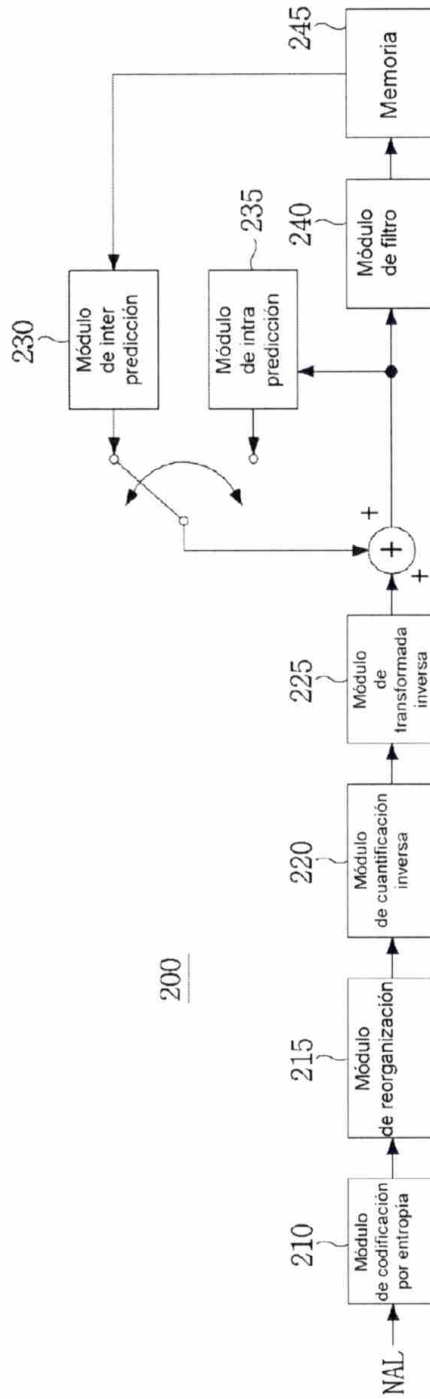 200
NAL
210
Módulo
de codificación
por entropía
215
Módulo
de reorganización
220
Módulo
de cuantificación
inversa
225
Módulo
de
transformada
inversa
+
+
+
230
Módulo
de inter
predicción
235
Módulo
de intra
predicción
240
Módulo
de filtro
245
Memoria